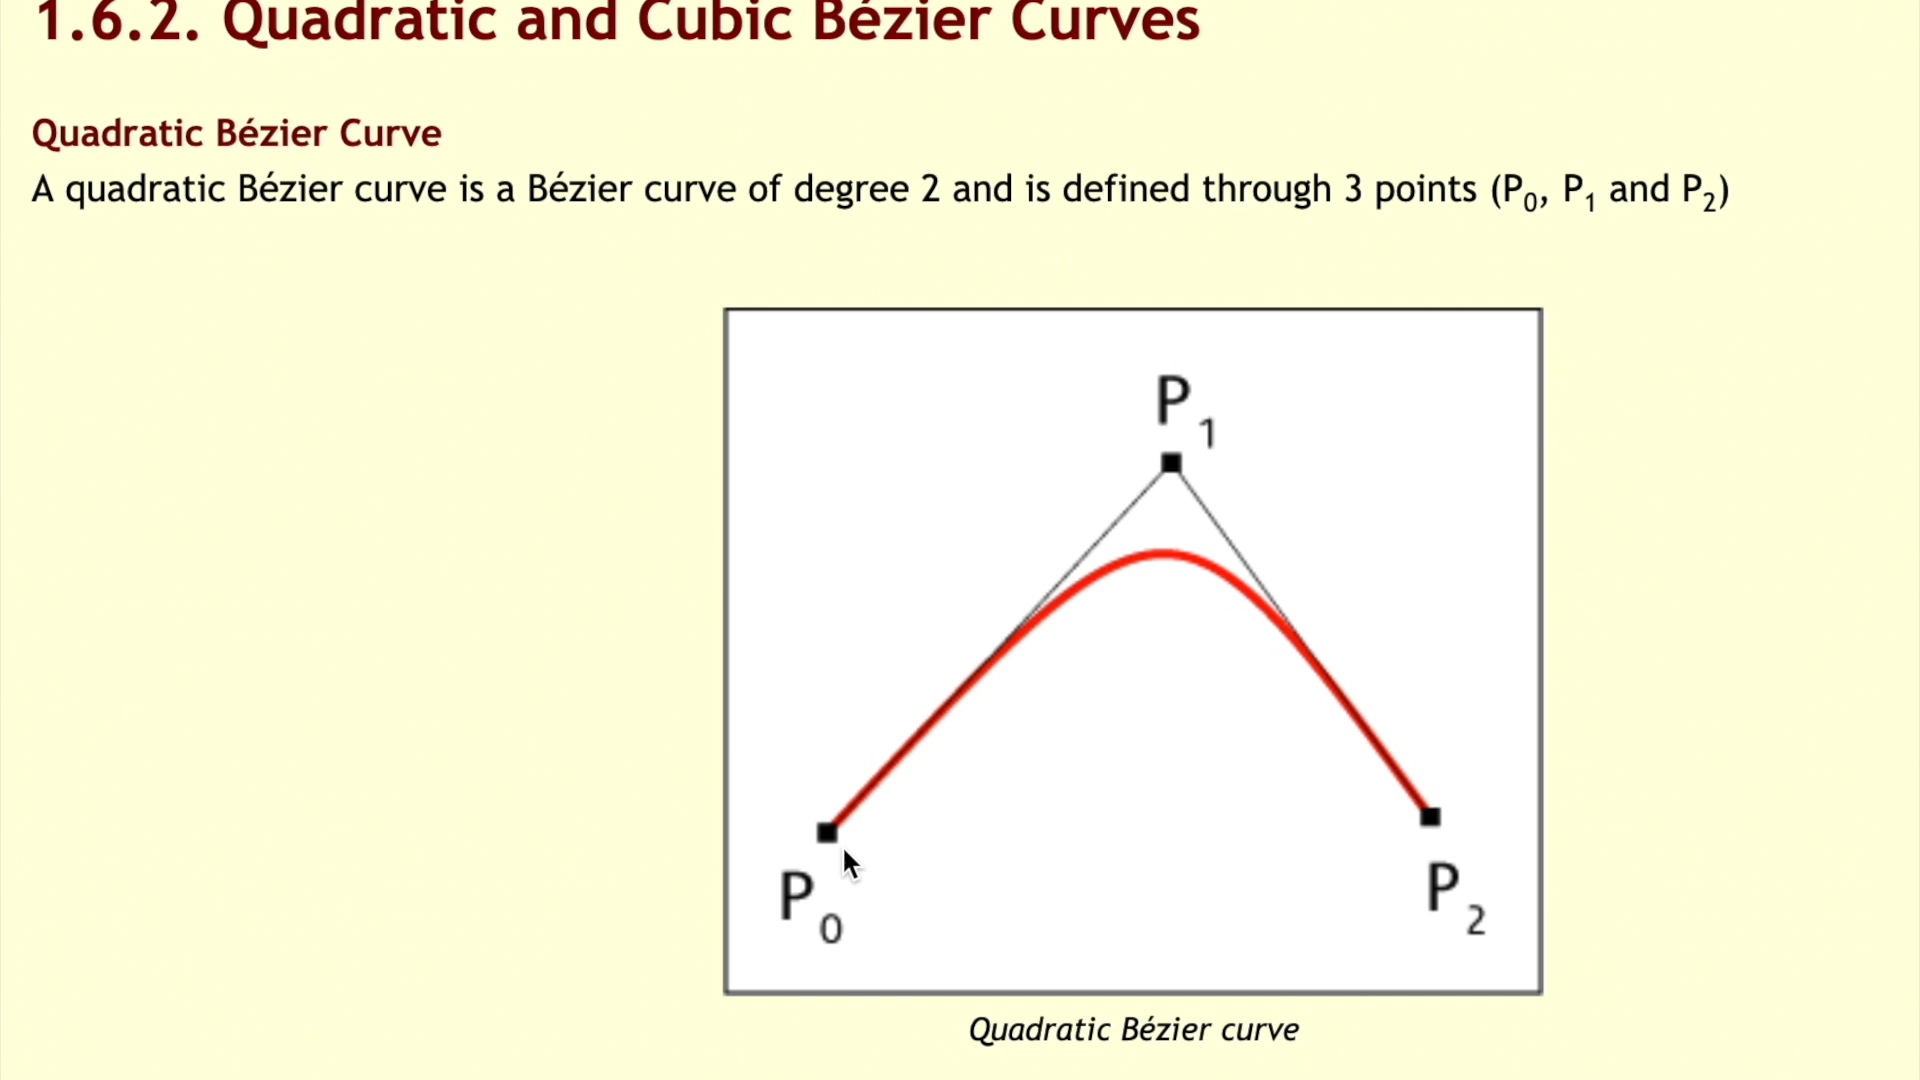 1.6.2. Quadratic and Cubic Bézier Curves
Quadratic Bézier Curve
A quadratic Bézier curve is a Bézier curve of degree 2 and is defined through 3 points (P₀, P₁ and P₂)
P₁
P₀
P₂
Quadratic Bézier curve